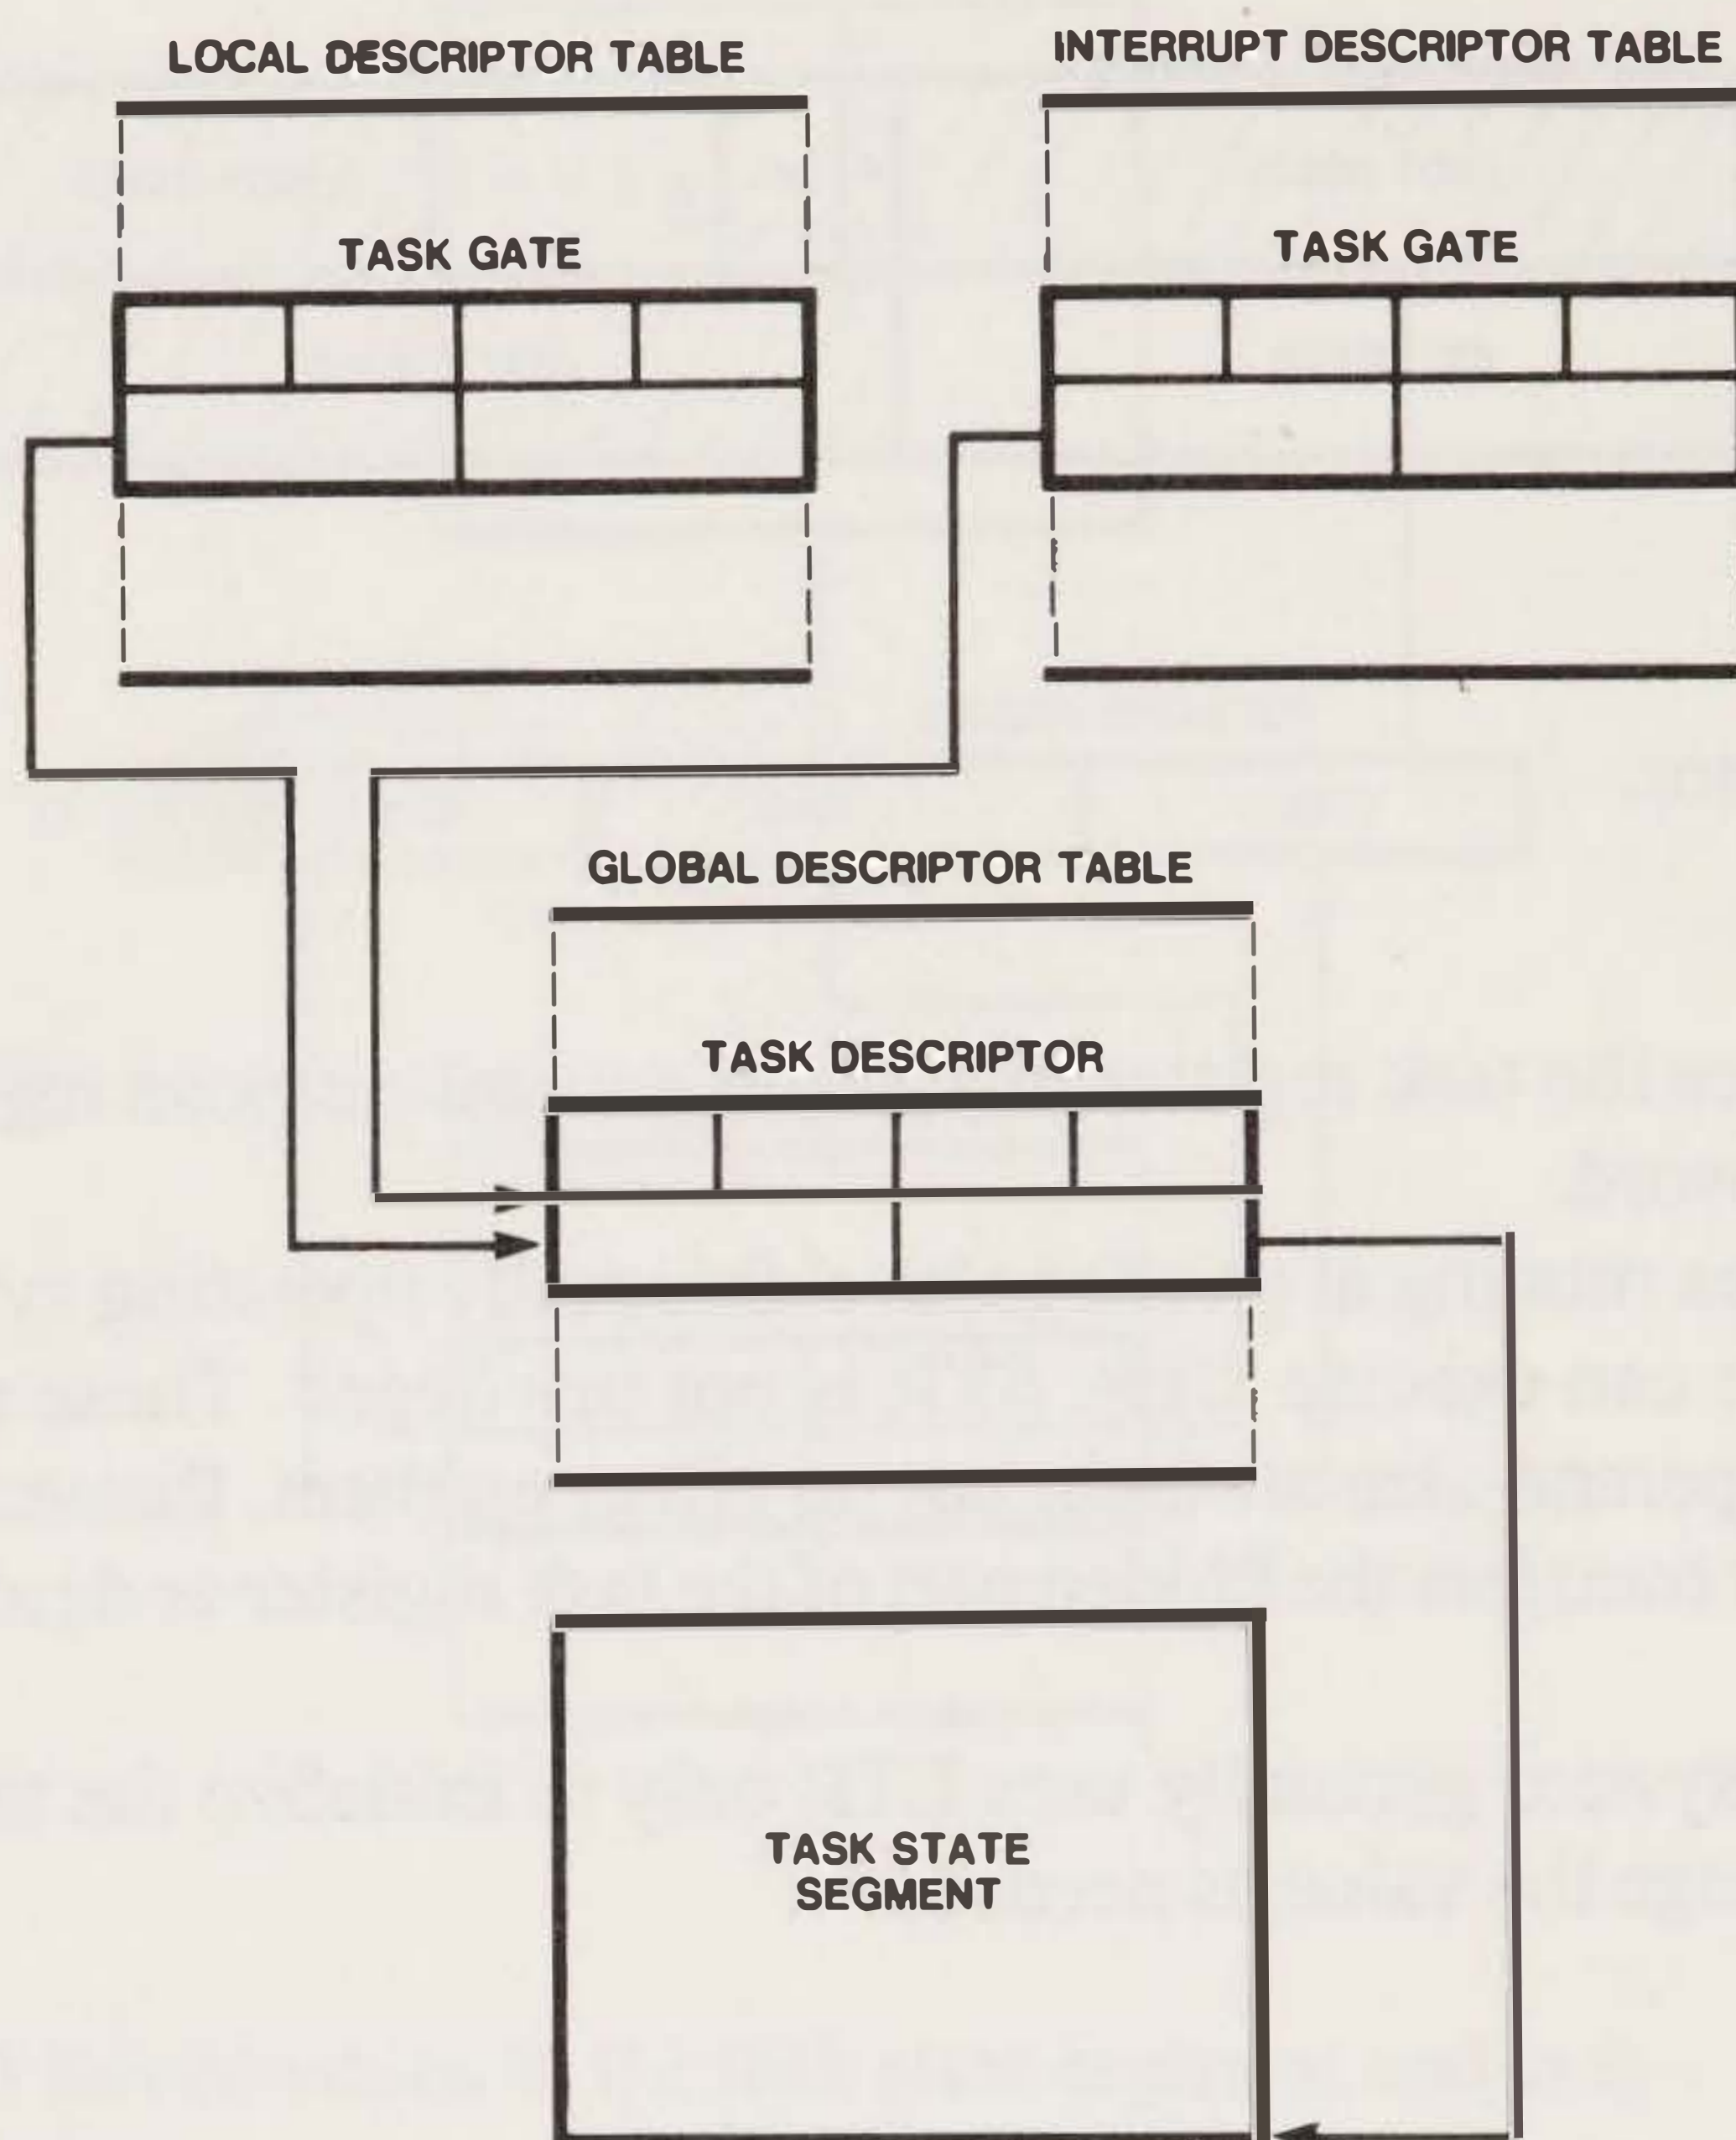 LOCAL DESCRIPTOR TABLE
INTERRUPT DESCRIPTOR TABLE
TASK GATE
TASK GATE
GLOBAL DESCRIPTOR TABLE
TASK DESCRIPTOR
TASK STATE
SEGMENT